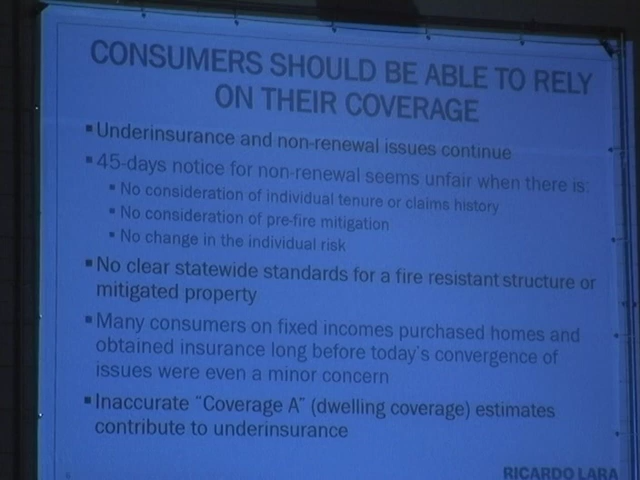 CONSUMERS SHOULD BE ABLE TO RELY
ON THEIR COVERAGE
▪ Underinsurance and non-renewal issues continue
▪ 45-days notice for non-renewal seems unfair when there is:
▪ No consideration of individual tenure or claims history
▪ No consideration of pre-fire mitigation
▪ No change in the individual risk
▪ No clear statewide standards for a fire resistant structure or
mitigated property
▪ Many consumers on fixed incomes purchased homes and
obtained insurance long before today's convergence of
issues were even a minor concern
▪ Inaccurate "Coverage A" (dwelling coverage) estimates
contribute to underinsurance
RICARDO LARA